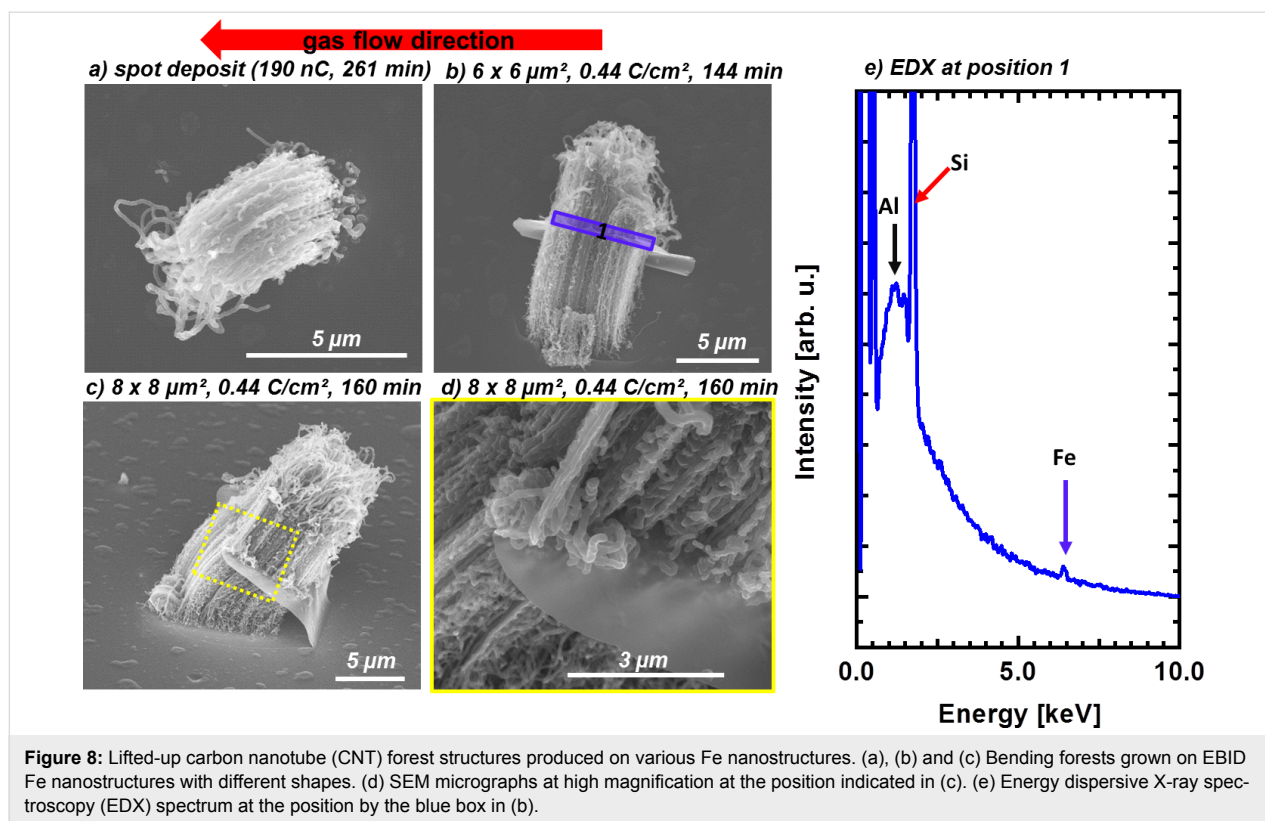 gas flow direction
a) spot deposit (190 nC, 261 min)
b) 6 x 6 µm², 0.44 C/cm², 144 min
e) EDX at position 1
1
5 µm
5 µm
c) 8 x 8 µm², 0.44 C/cm², 160 min
d) 8 x 8 µm², 0.44 C/cm², 160 min
5 µm
3 µm
Intensity [arb. u.]
Si
Al
Fe
0.0 5.0 10.0
Energy [keV]
Figure 8: Lifted-up carbon nanotube (CNT) forest structures produced on various Fe nanostructures. (a), (b) and (c) Bending forests grown on EBID
Fe nanostructures with different shapes. (d) SEM micrographs at high magnification at the position indicated in (c). (e) Energy dispersive X-ray spec-
troscopy (EDX) spectrum at the position by the blue box in (b).